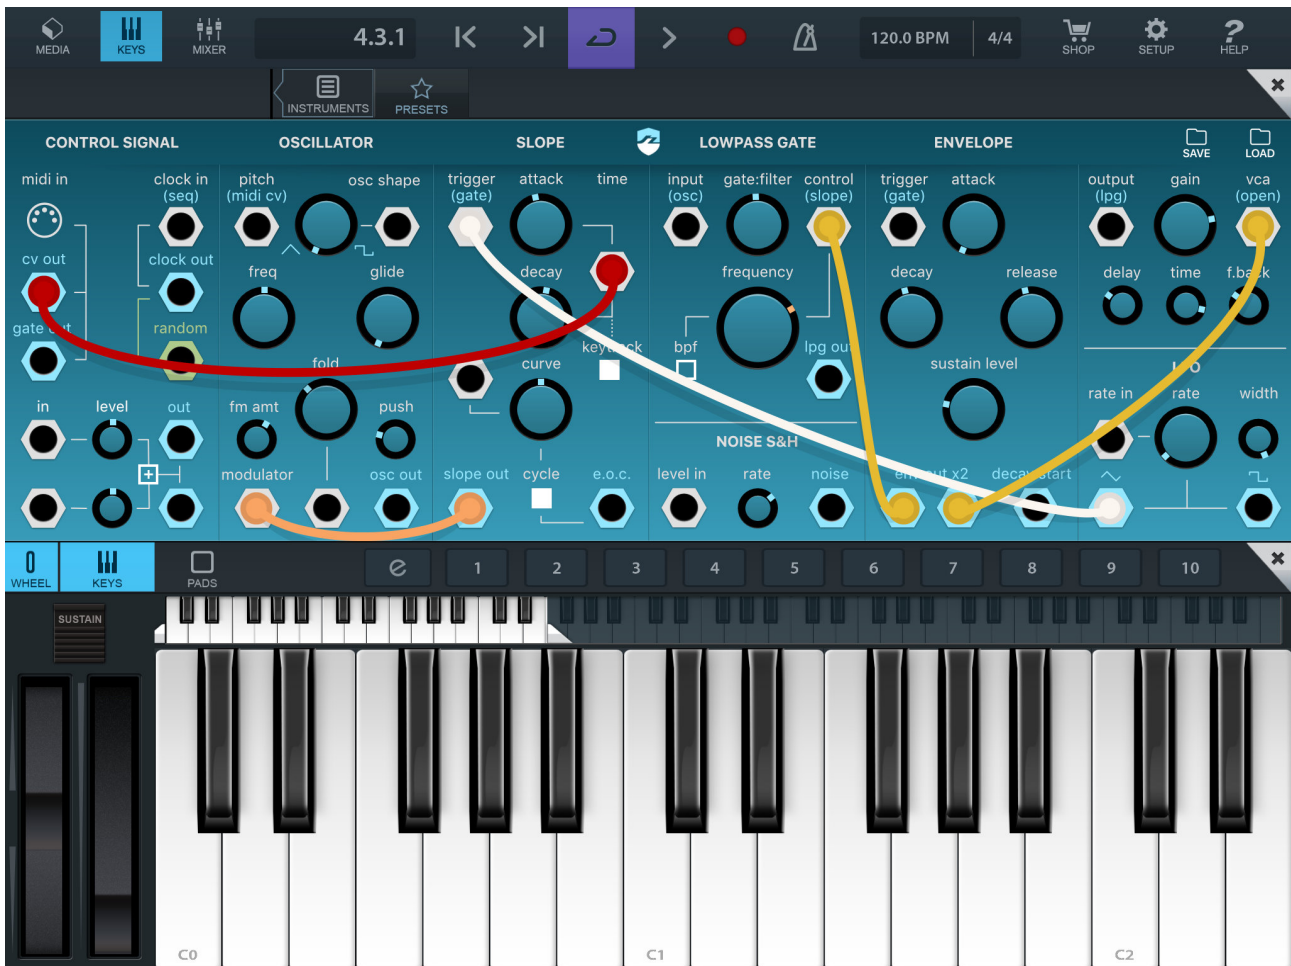 4.3.1
120.0 BPM
4/4
MEDIA
KEYS
MIXER
SHOP
SETUP
HELP
INSTRUMENTS
PRESETS
CONTROL SIGNAL
OSCILLATOR
SLOPE
LOWPASS GATE
ENVELOPE
SAVE
LOAD
midi in
clock in
(seq)
pitch
(midi cv)
osc shape
trigger
(gate)
attack
time
input
(osc)
gate:filter
control
(slope)
trigger
(gate)
attack
output
(lpg)
gain
vca
(open)
cv out
clock out
freq
glide
decay
frequency
decay
release
delay
time
f.back
gate out
random
fold
keytrack
curve
bpf
lpg out
sustain level
in
level
out
fm amt
push
rate in
rate
width
NOISE S&H
modulator
osc out
slope out
cycle
e.o.c.
level in
rate
noise
x2
WHEEL
KEYS
PADS
e
1
2
3
4
5
6
7
8
9
10
SUSTAIN
C0
C1
C2